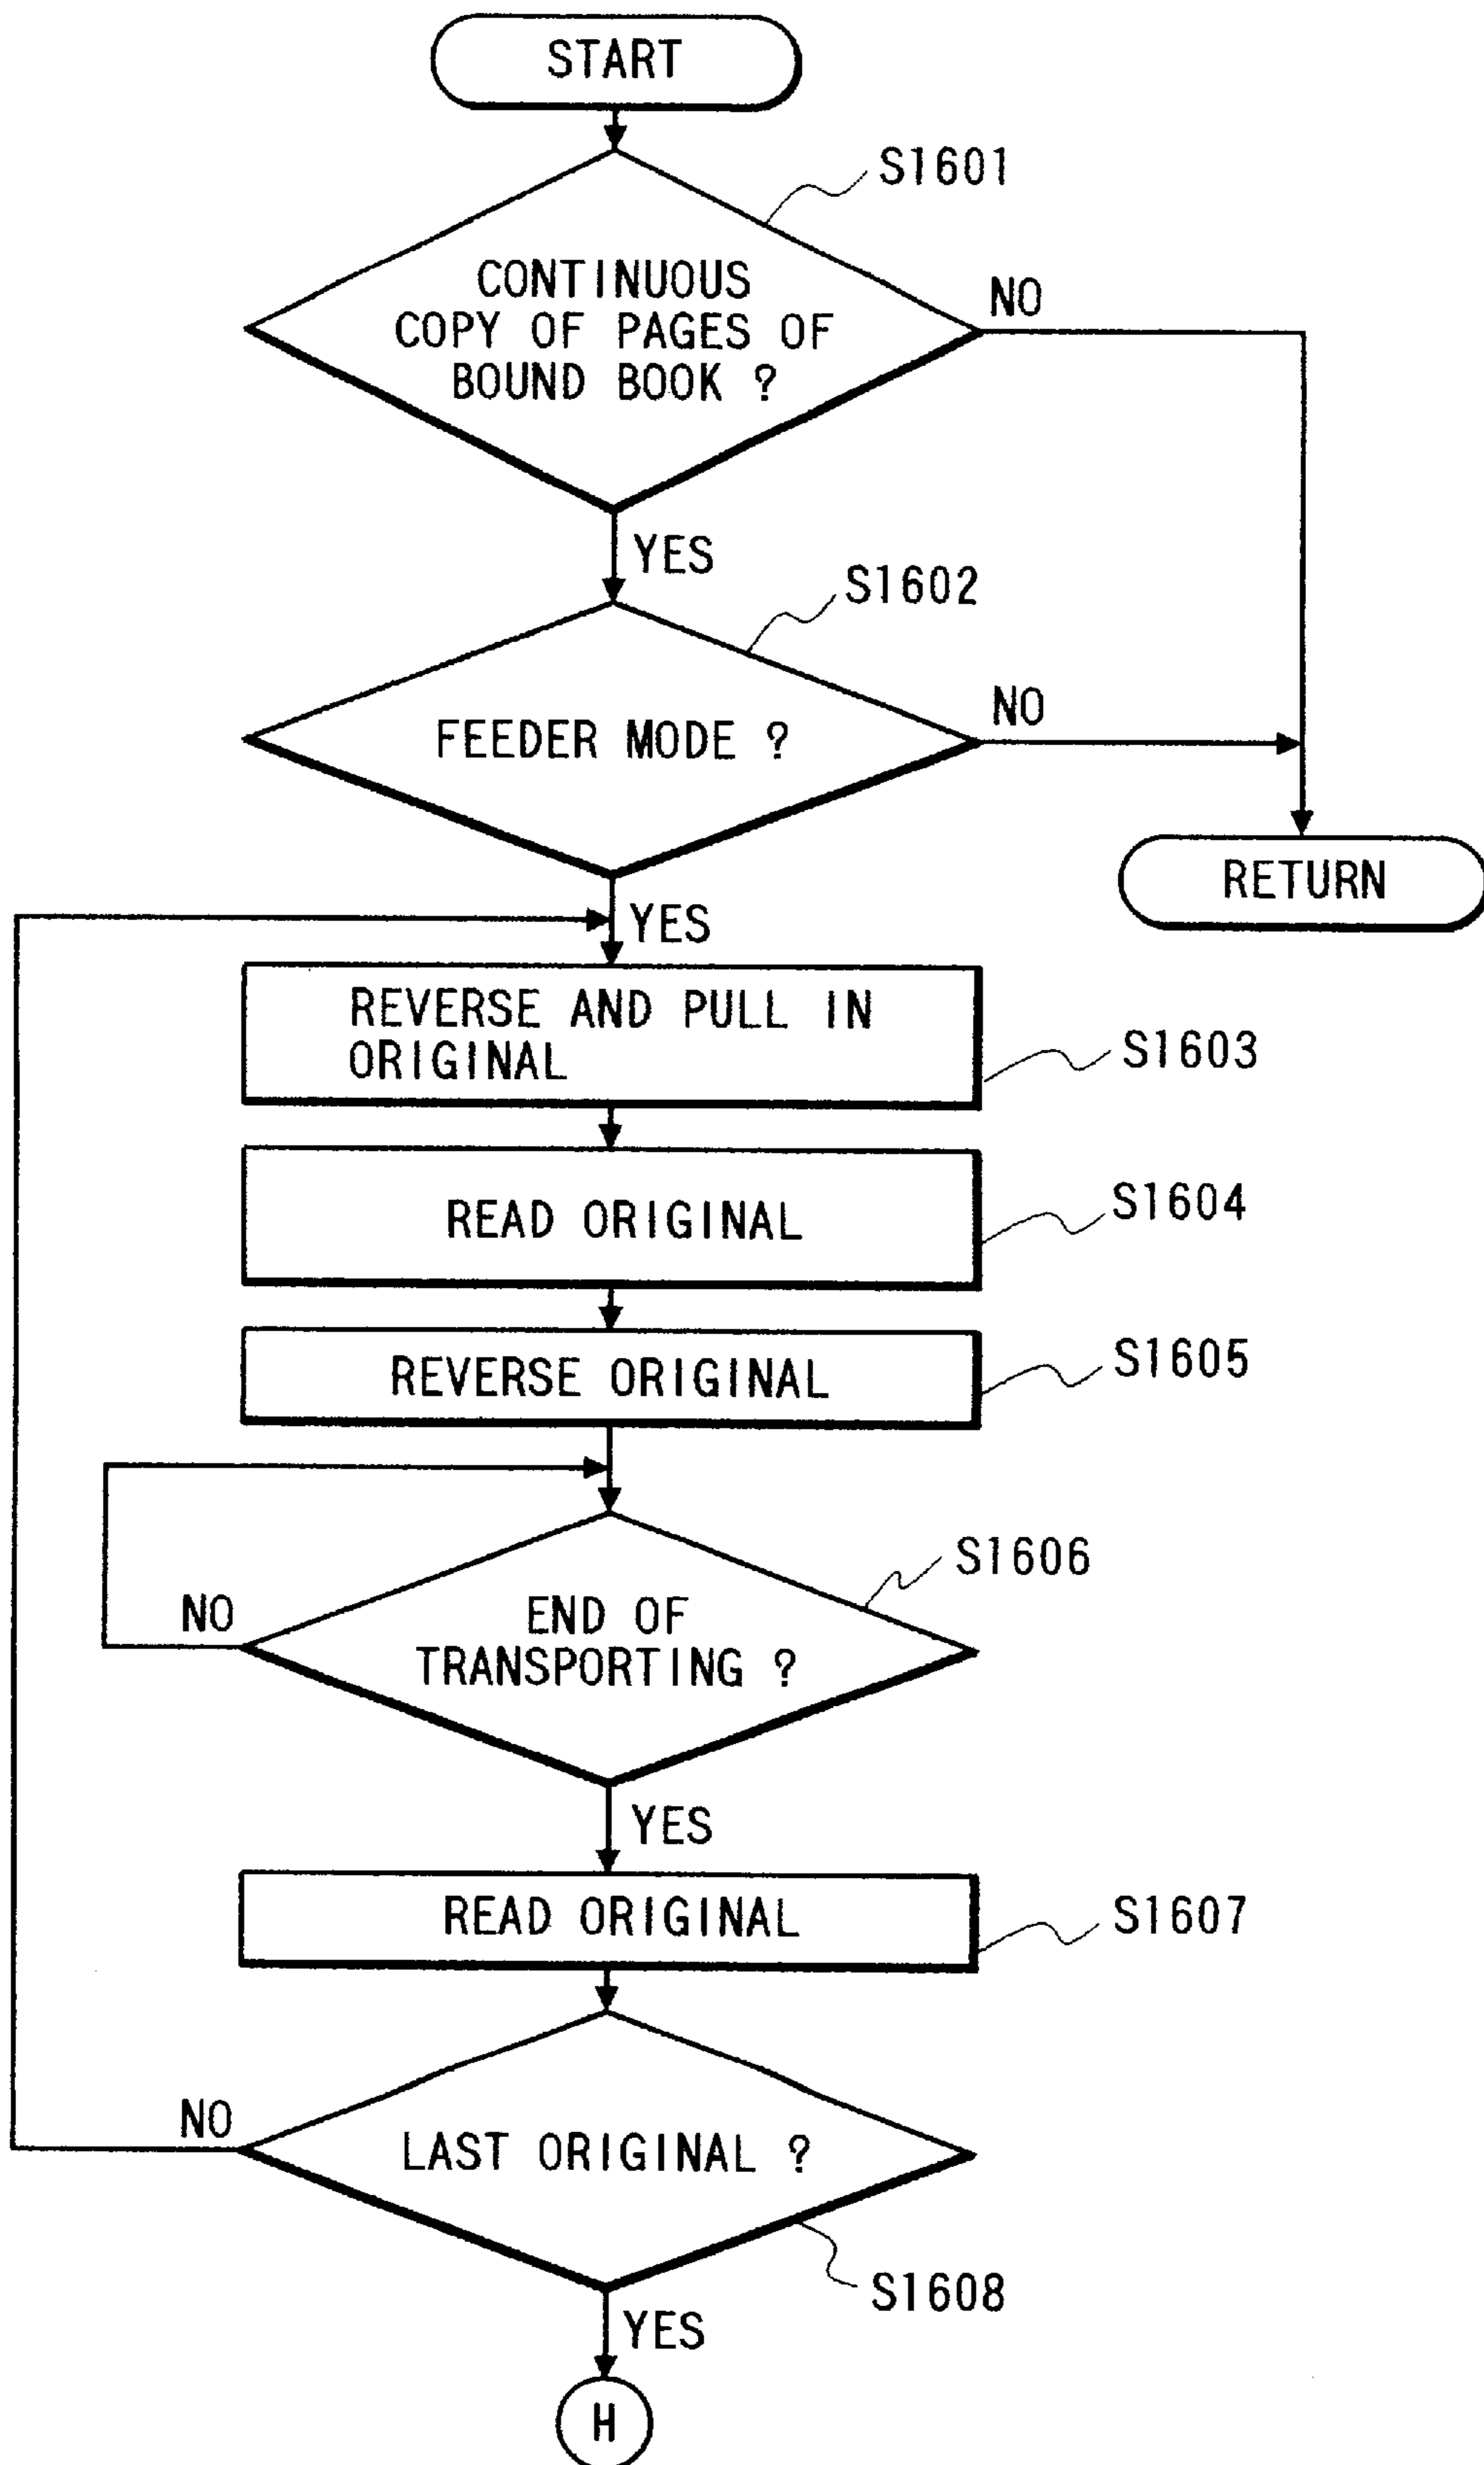 START
S1601
CONTINUOUS
COPY OF PAGES OF
BOUND BOOK ?
NO
YES
S1602
FEEDER MODE ?
NO
RETURN
YES
REVERSE AND PULL IN
ORIGINAL
S1603
READ ORIGINAL
S1604
REVERSE ORIGINAL
S1605
S1606
END OF
TRANSPORTING ?
NO
YES
READ ORIGINAL
S1607
NO
LAST ORIGINAL ?
S1608
YES
H